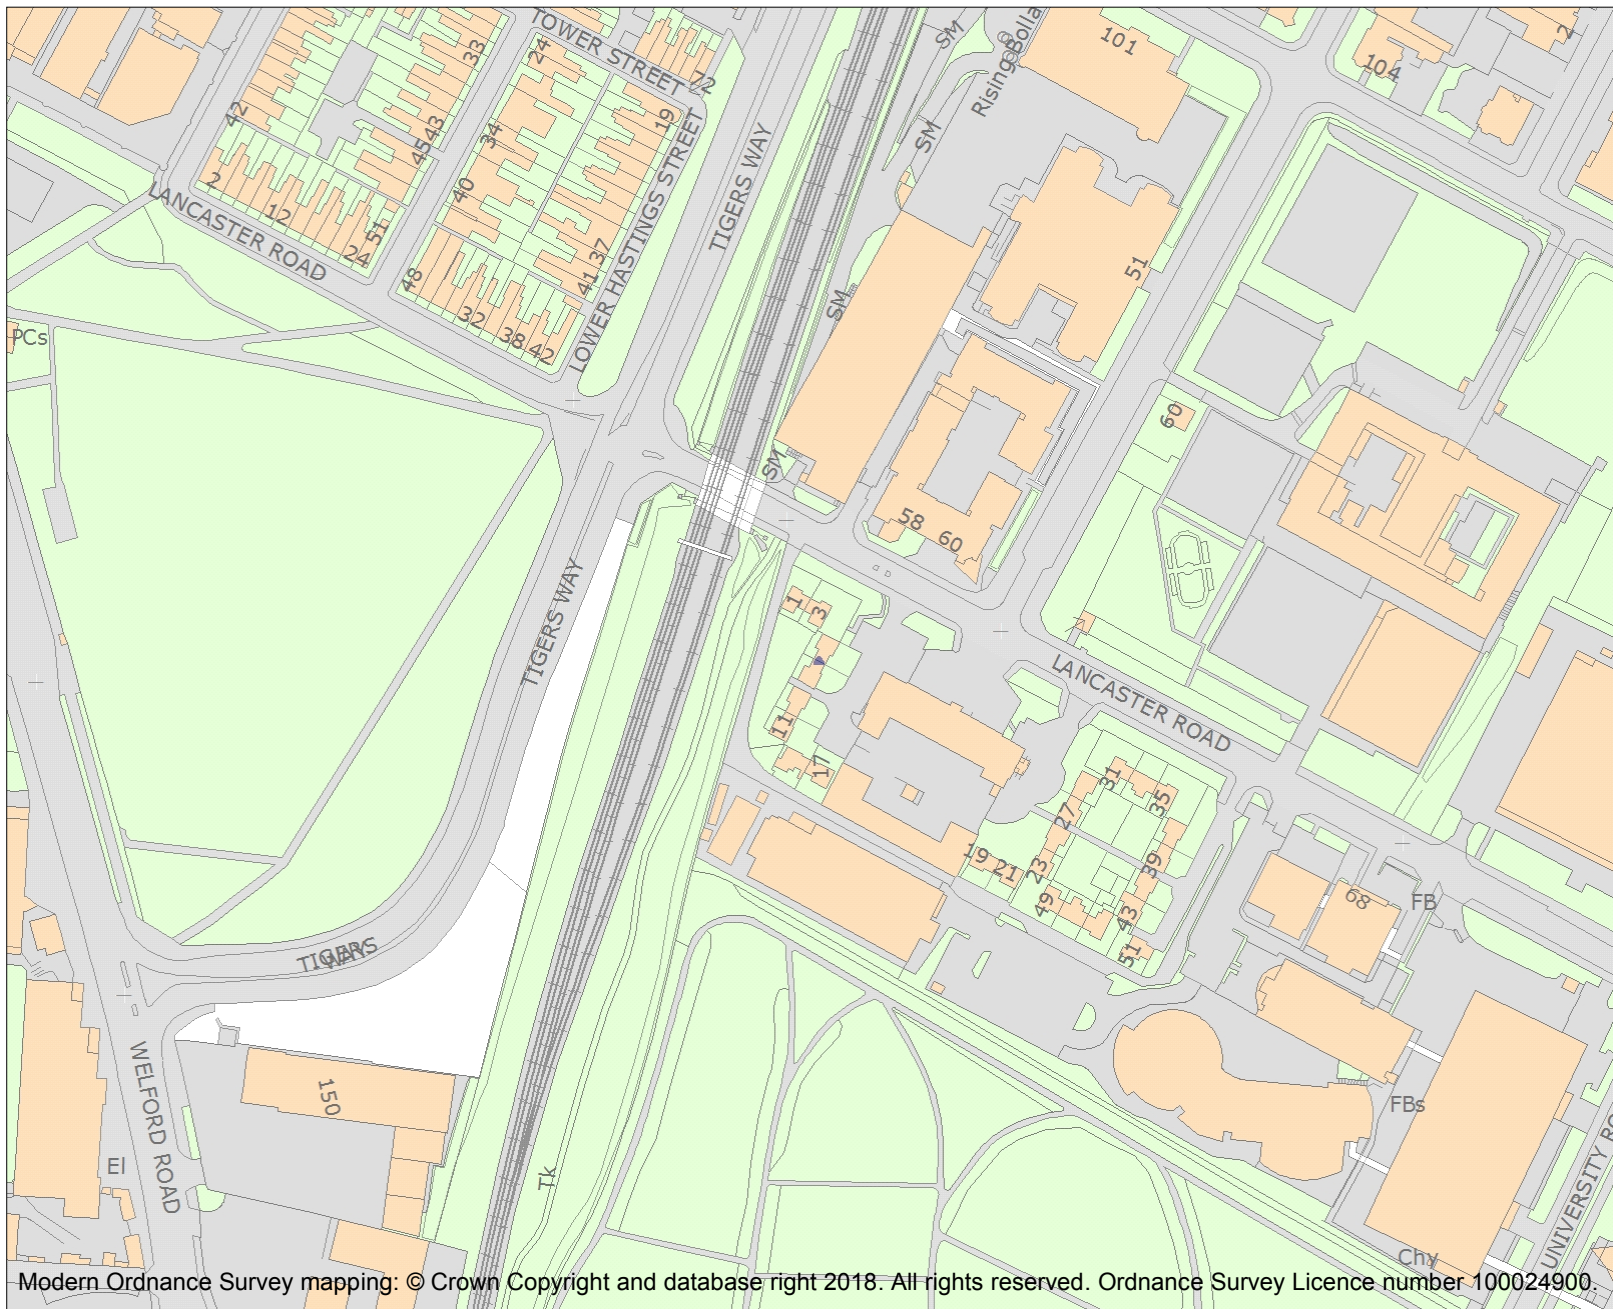 TOWER STREET
24
72
33
SM
Rising Bolla
101
104
2
42
4543
34
19
SM
TIGERS WAY
2
40
LANCASTER ROAD
12
24
51
LOWER HASTINGS STREET
37
41
48
32
38
42
51
SM
PCs
60
SM
58
60
TIGERS WAY
1
3
LANCASTER ROAD
11
17
31
35
27
39
19
21
23
49
43
51
68
FB
TIGERS
WAY
WELFORD ROAD
150
FBs
El
Tk
UNIVERSITY RO
Chy
Modern Ordnance Survey mapping: © Crown Copyright and database right 2018. All rights reserved. Ordnance Survey Licence number 100024900.